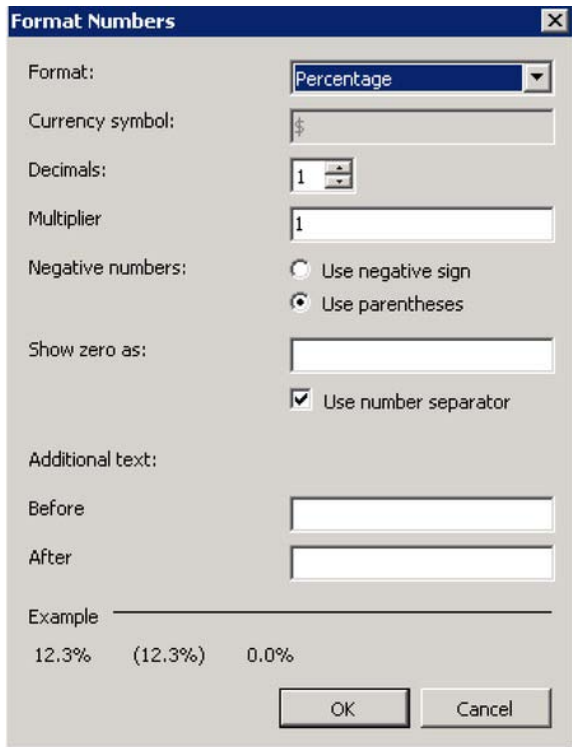 Format Numbers
Format: Percentage
Currency symbol: $
Decimals: 1
Multiplier 1
Negative numbers: Use negative sign
Use parentheses
Show zero as:
Use number separator
Additional text:
Before
After
Example
12.3% (12.3%) 0.0%
OK Cancel